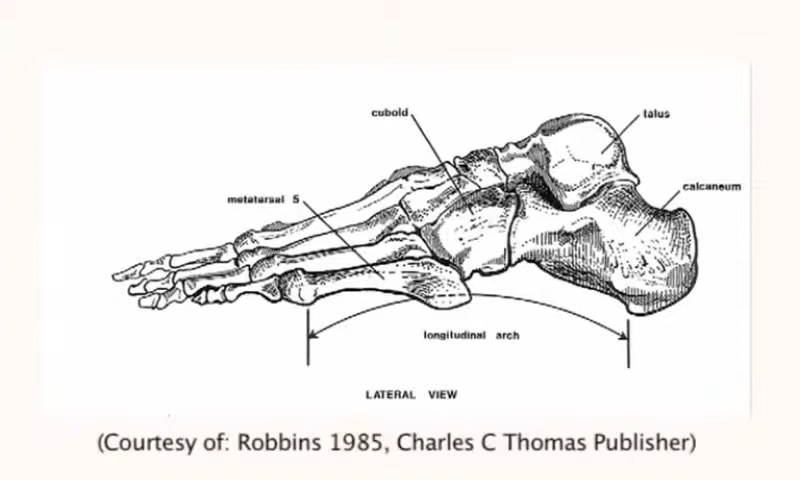 cuboid
talus
calcaneum
metatarsal 5
longitudinal arch
LATERAL VIEW
(Courtesy of: Robbins 1985, Charles C Thomas Publisher)